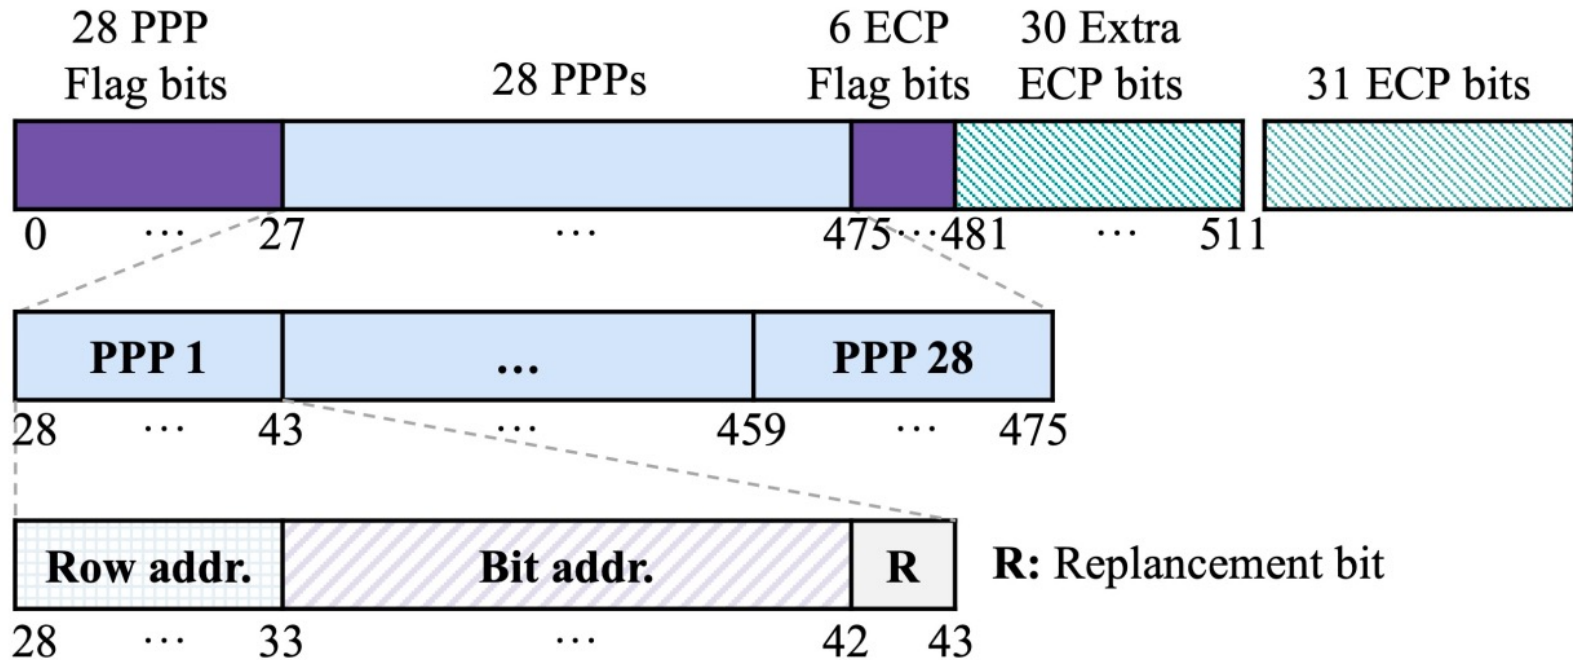 28 PPP
Flag bits
28 PPPs
6 ECP
Flag bits
30 Extra
ECP bits
31 ECP bits
0 ... 27 ... 475 ... 481 ... 511
PPP 1 ... PPP 28
28 ... 43 ... 459 ... 475
Row addr. Bit addr. R
R: Replancement bit
28 ... 33 ... 42 43